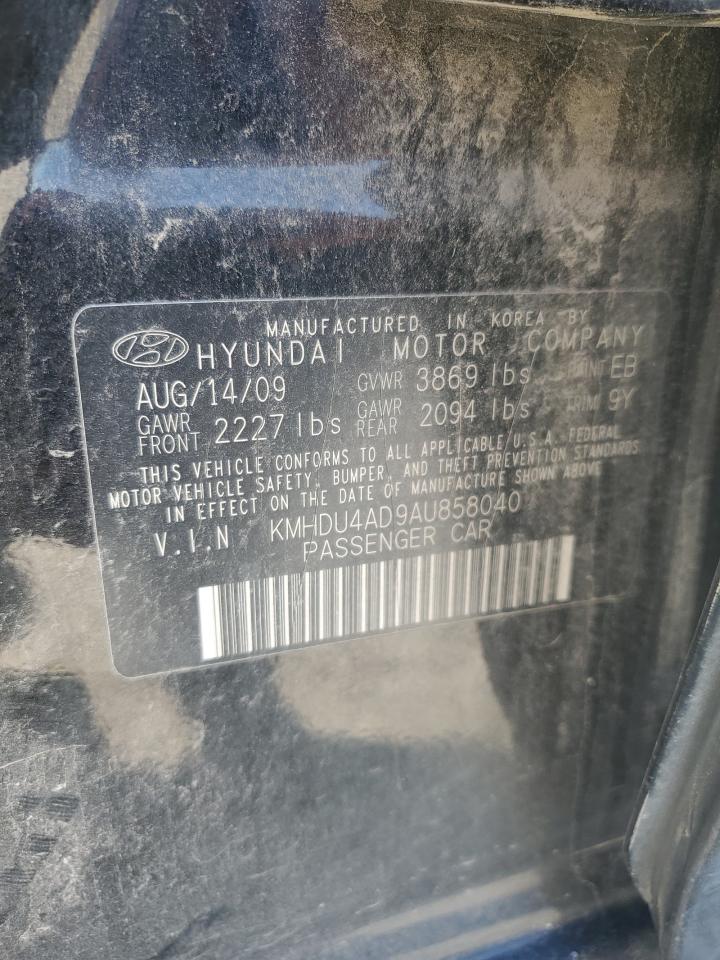 MANUFACTURED IN KOREA BY
HYUNDAI MOTOR COMPANY
AUG/14/09 GVWR 3869 lbs PAINT EB
GAWR FRONT 2227 lbs GAWR REAR 2094 lbs TRIM 9Y
THIS VEHICLE CONFORMS TO ALL APPLICABLE U.S.A. FEDERAL
MOTOR VEHICLE SAFETY, BUMPER, AND THEFT PREVENTION STANDARDS
IN EFFECT ON THE DATE OF MANUFACTURE SHOWN ABOVE
V.I.N KMHDU4AD9AU858040
PASSENGER CAR